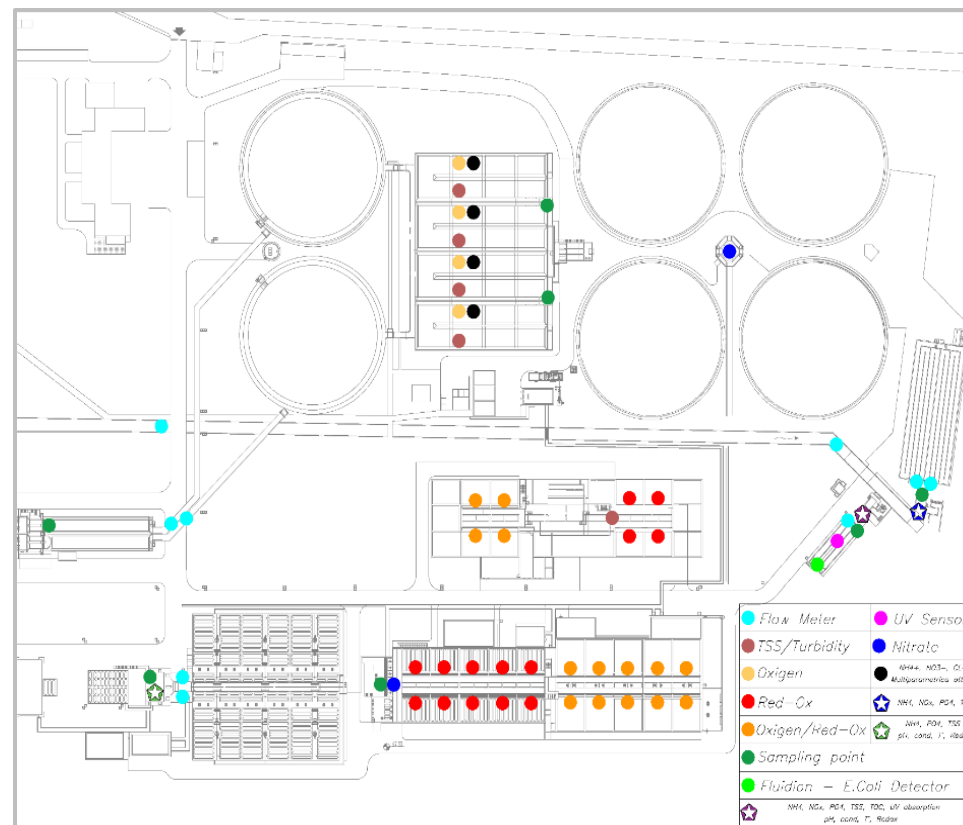 Flow Meter
UV Senso
TSS/Turbidity
Nitrate
Oxigen
NH4+, NO3-, CL-
Multiparametrica
Red-Ox
NH4, NOx, PO4, T
Oxigen/Red-Ox
NH4, PO4, TSS
pH, cond, T, Red
Sampling point
Fluidion - E.Coli Detector
NH4, NOx, PO4, TSS, TOC, UV absorption
pH, cond, T, Redox